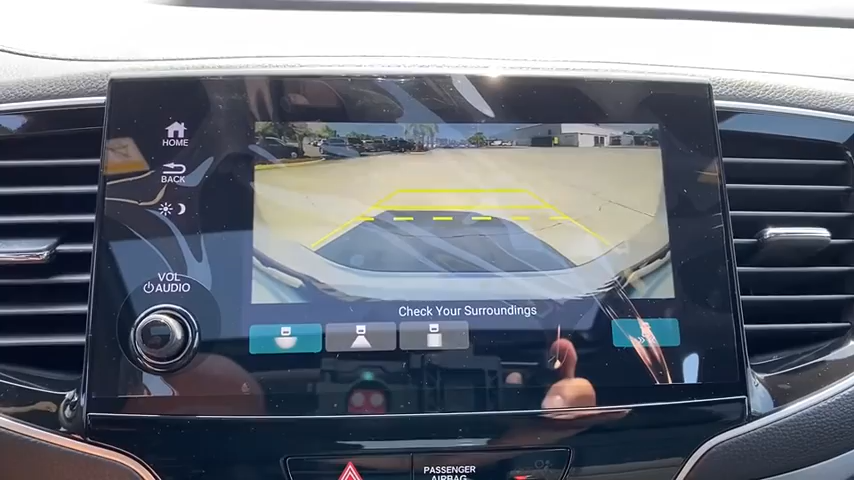 HOME
BACK
VOL
AUDIO
Check Your Surroundings
PASSENGER
AIRBAG